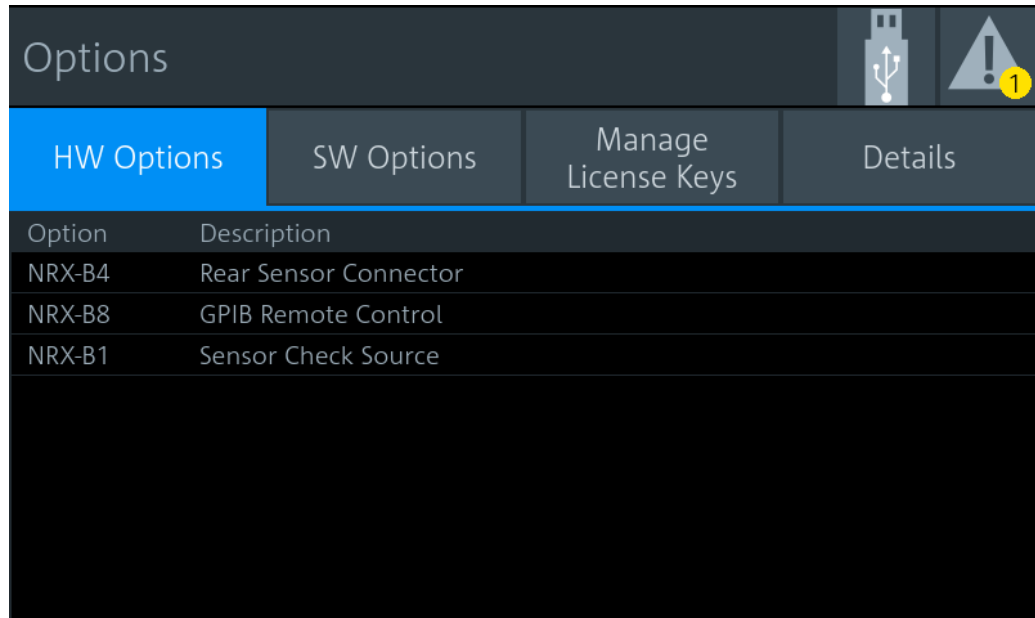 Options
1
HW Options
SW Options
Manage
License Keys
Details
Option Description
NRX-B4 Rear Sensor Connector
NRX-B8 GPIB Remote Control
NRX-B1 Sensor Check Source